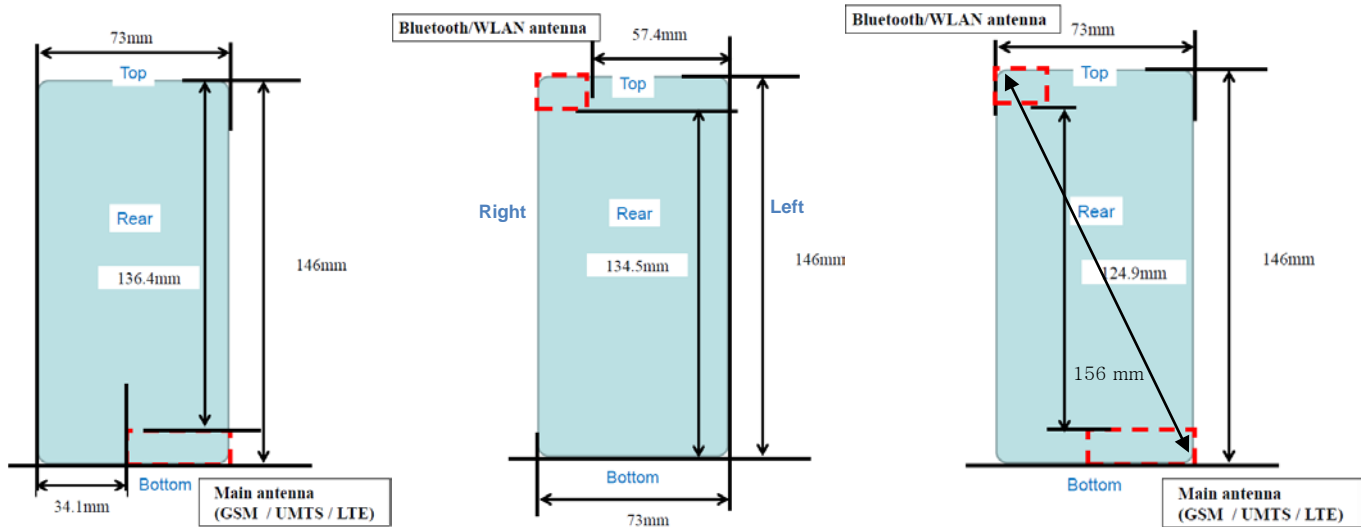 73mm
Top
Rear
136.4mm
146mm
Bottom
34.1mm
Main antenna
(GSM / UMTS / LTE)
Bluetooth/WLAN antenna
57.4mm
Top
Right
Rear
Left
134.5mm
146mm
Bottom
73mm
Bluetooth/WLAN antenna
73mm
Top
Rear
124.9mm
146mm
156 mm
Bottom
Main antenna
(GSM / UMTS / LTE)